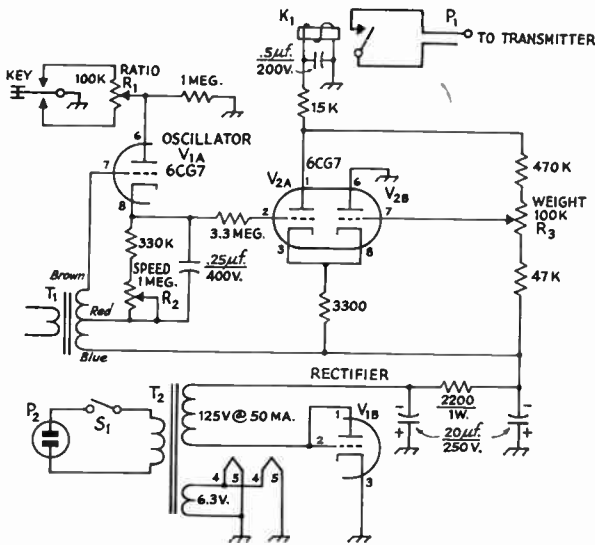 K1
P1
TO TRANSMITTER
.5µf.
200V.
KEY
100K
RATIO
R1
1 MEG.
15K
6
OSCILLATOR
V1A
6CG7
7
8
6CG7
V2A
1
6
V2B
2
7
3
8
470K
WEIGHT
100K
R3
47K
3.3 MEG.
330K
SPEED
1 MEG.
R2
.25µf.
400V.
3300
Brown
T1
Red
Blue
RECTIFIER
P2
S1
T2
125V @ 50 MA.
V1B
1
2
3
2200
1W.
- -
+ +
20µf.
250V.
6.3V.
4 5 4 5